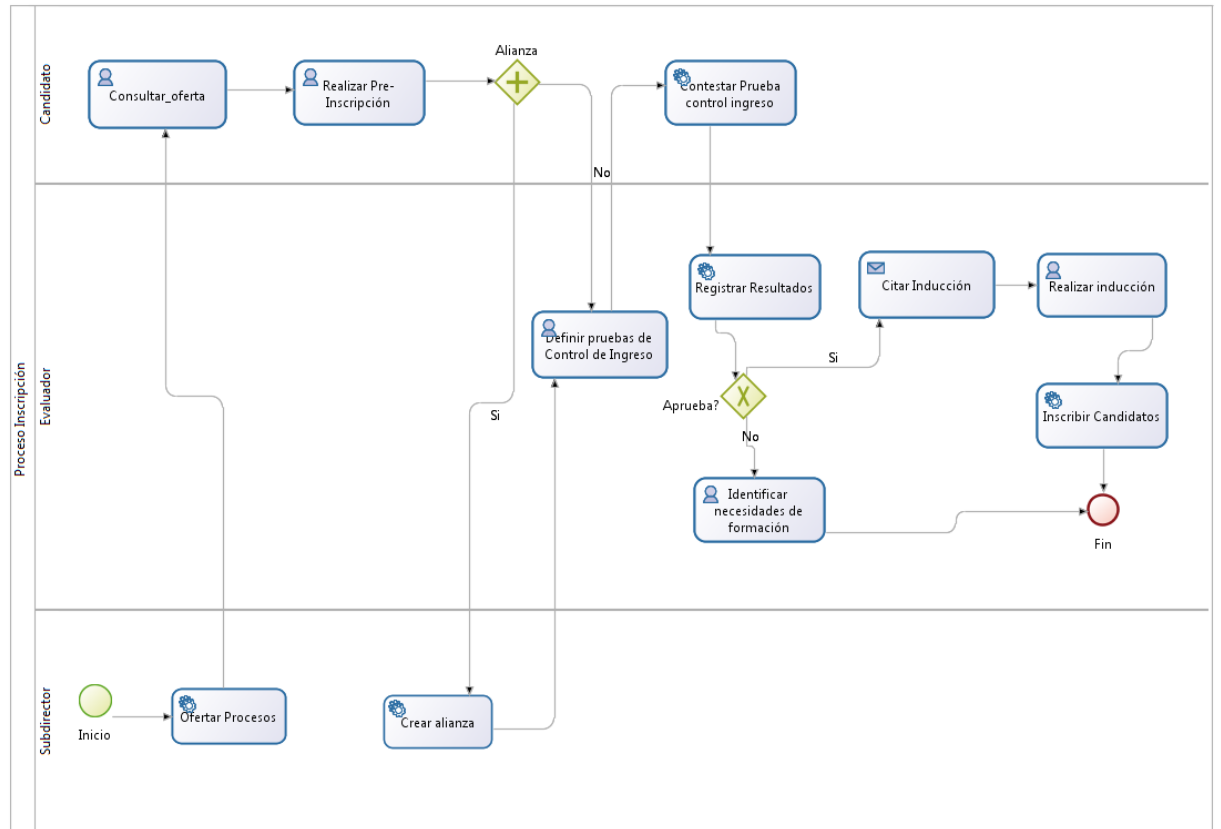 Proceso Inscripción
Candidato
Consultar_oferta
Realizar Pre-
Inscripción
Alianza
Contestar Prueba
control ingreso
No
Evaluador
Registrar Resultados
Citar Inducción
Realizar inducción
Definir pruebas de
Control de Ingreso
Si
Aprueba?
Si
Inscribir Candidatos
No
Identificar
necesidades de
formación
Fin
Subdirector
Inicio
Ofertar Procesos
Crear alianza